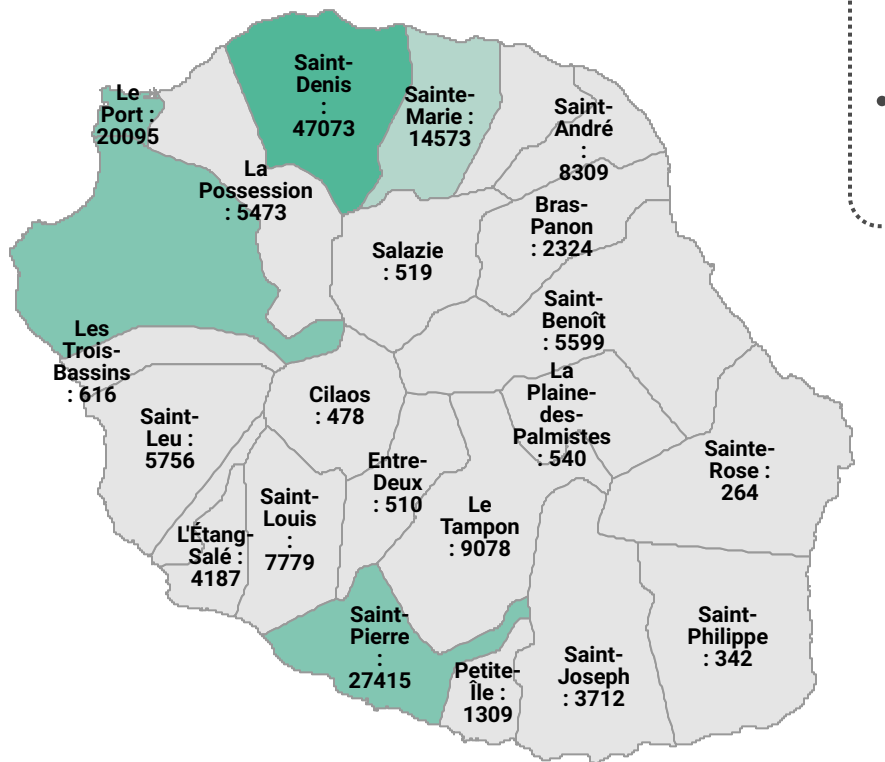 Saint-
Denis
:
47073
Le
Port :
20095
Sainte-
Marie :
14573
Saint-
André
:
8309
La
Possession
: 5473
Bras-
Panon
: 2324
Salazie
: 519
Saint-
Benoît
: 5599
Les
Trois-
Bassins
: 616
La
Plaine-
des-
Palmistes
: 540
Cilaos
: 478
Saint-
Leu :
5756
Sainte-
Rose :
264
Entre-
Deux
: 510
Saint-
Louis
:
7779
Le
Tampon
: 9078
L'Étang-
Salé :
4187
Saint-
Pierre
:
27415
Saint-
Philippe
: 342
Petite-
Île :
1309
Saint-
Joseph
: 3712